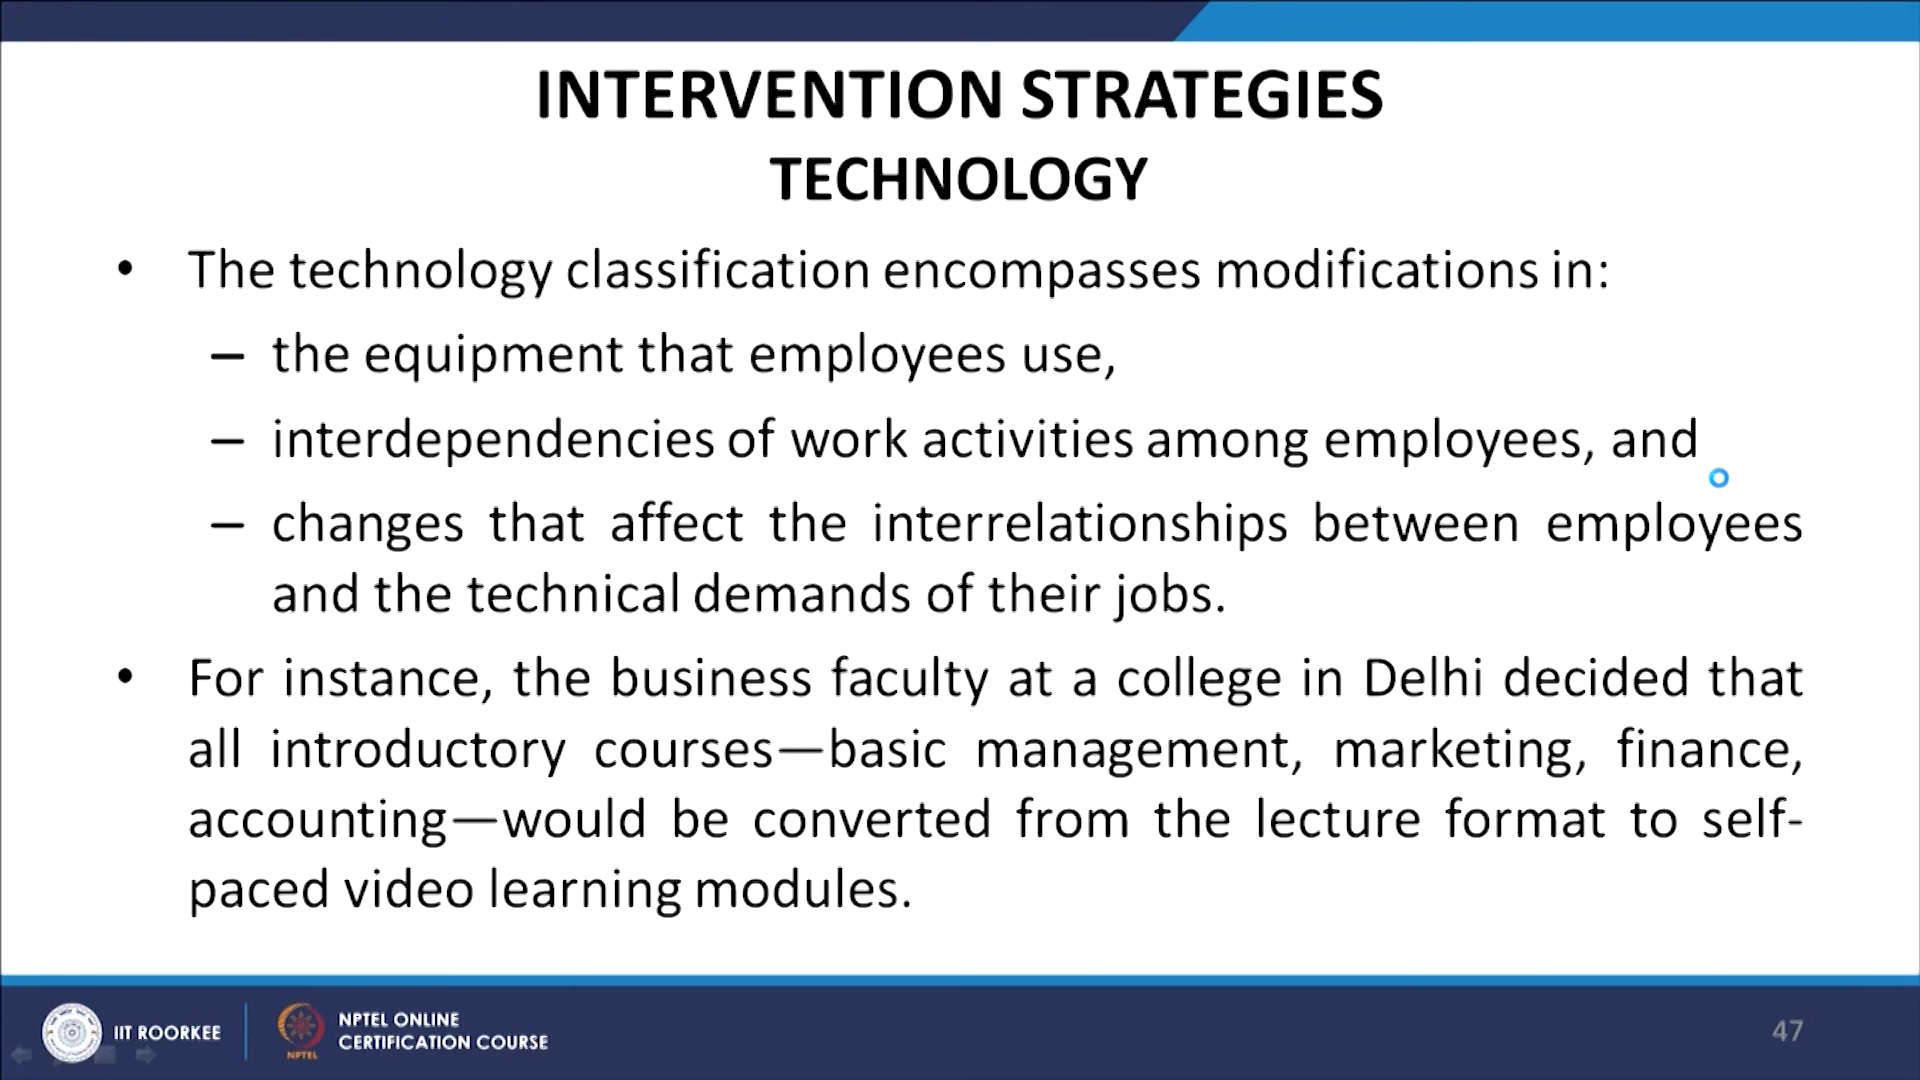 INTERVENTION STRATEGIES
TECHNOLOGY
• The technology classification encompasses modifications in:
– the equipment that employees use,
– interdependencies of work activities among employees, and
– changes that affect the interrelationships between employees
and the technical demands of their jobs.
• For instance, the business faculty at a college in Delhi decided that
all introductory courses—basic management, marketing, finance,
accounting—would be converted from the lecture format to self-
paced video learning modules.
IIT ROORKEE
NPTEL
NPTEL ONLINE
CERTIFICATION COURSE
47